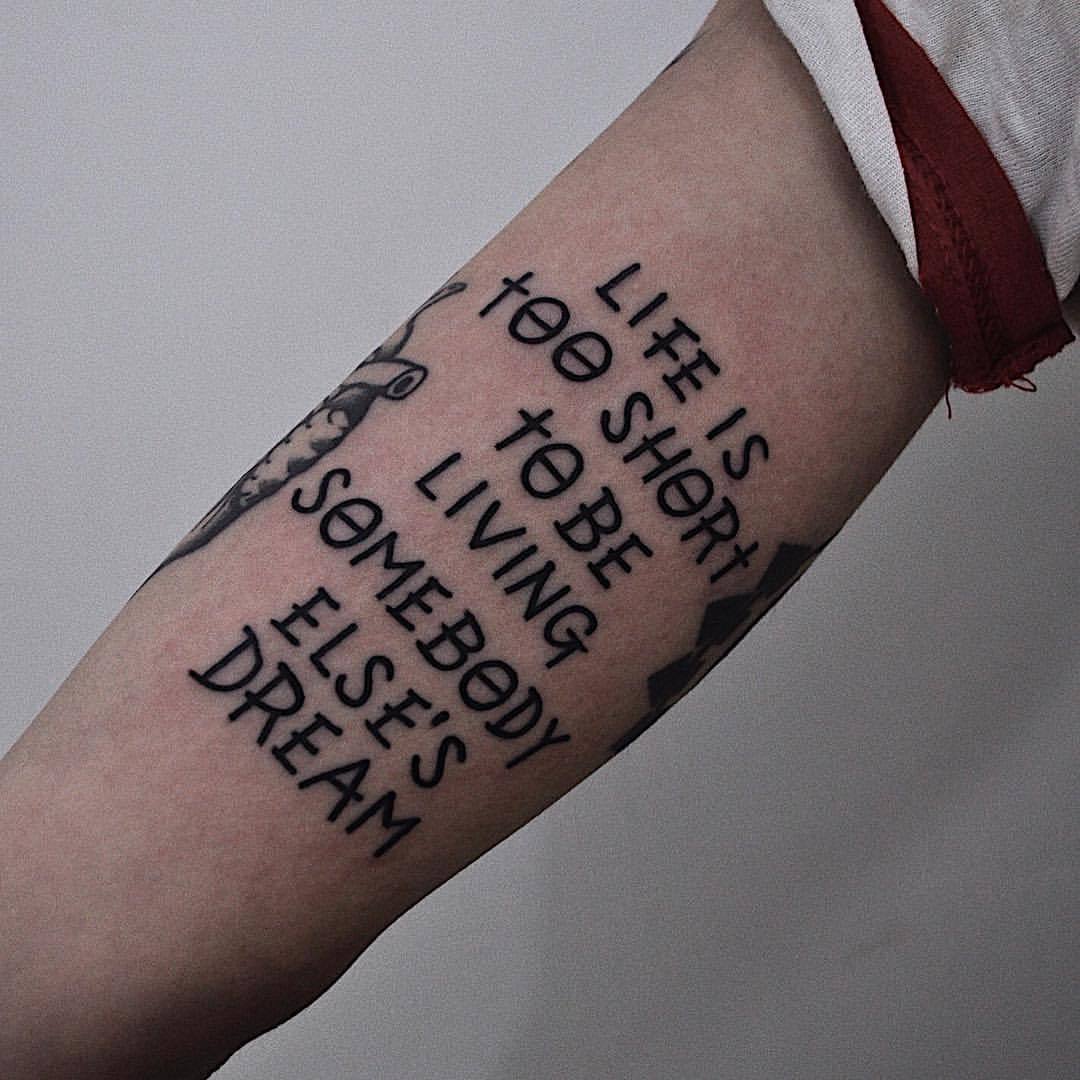 LIFE IS
TOO SHORT
TO BE
LIVING
SOMEBODY
ELSE'S
DREAM